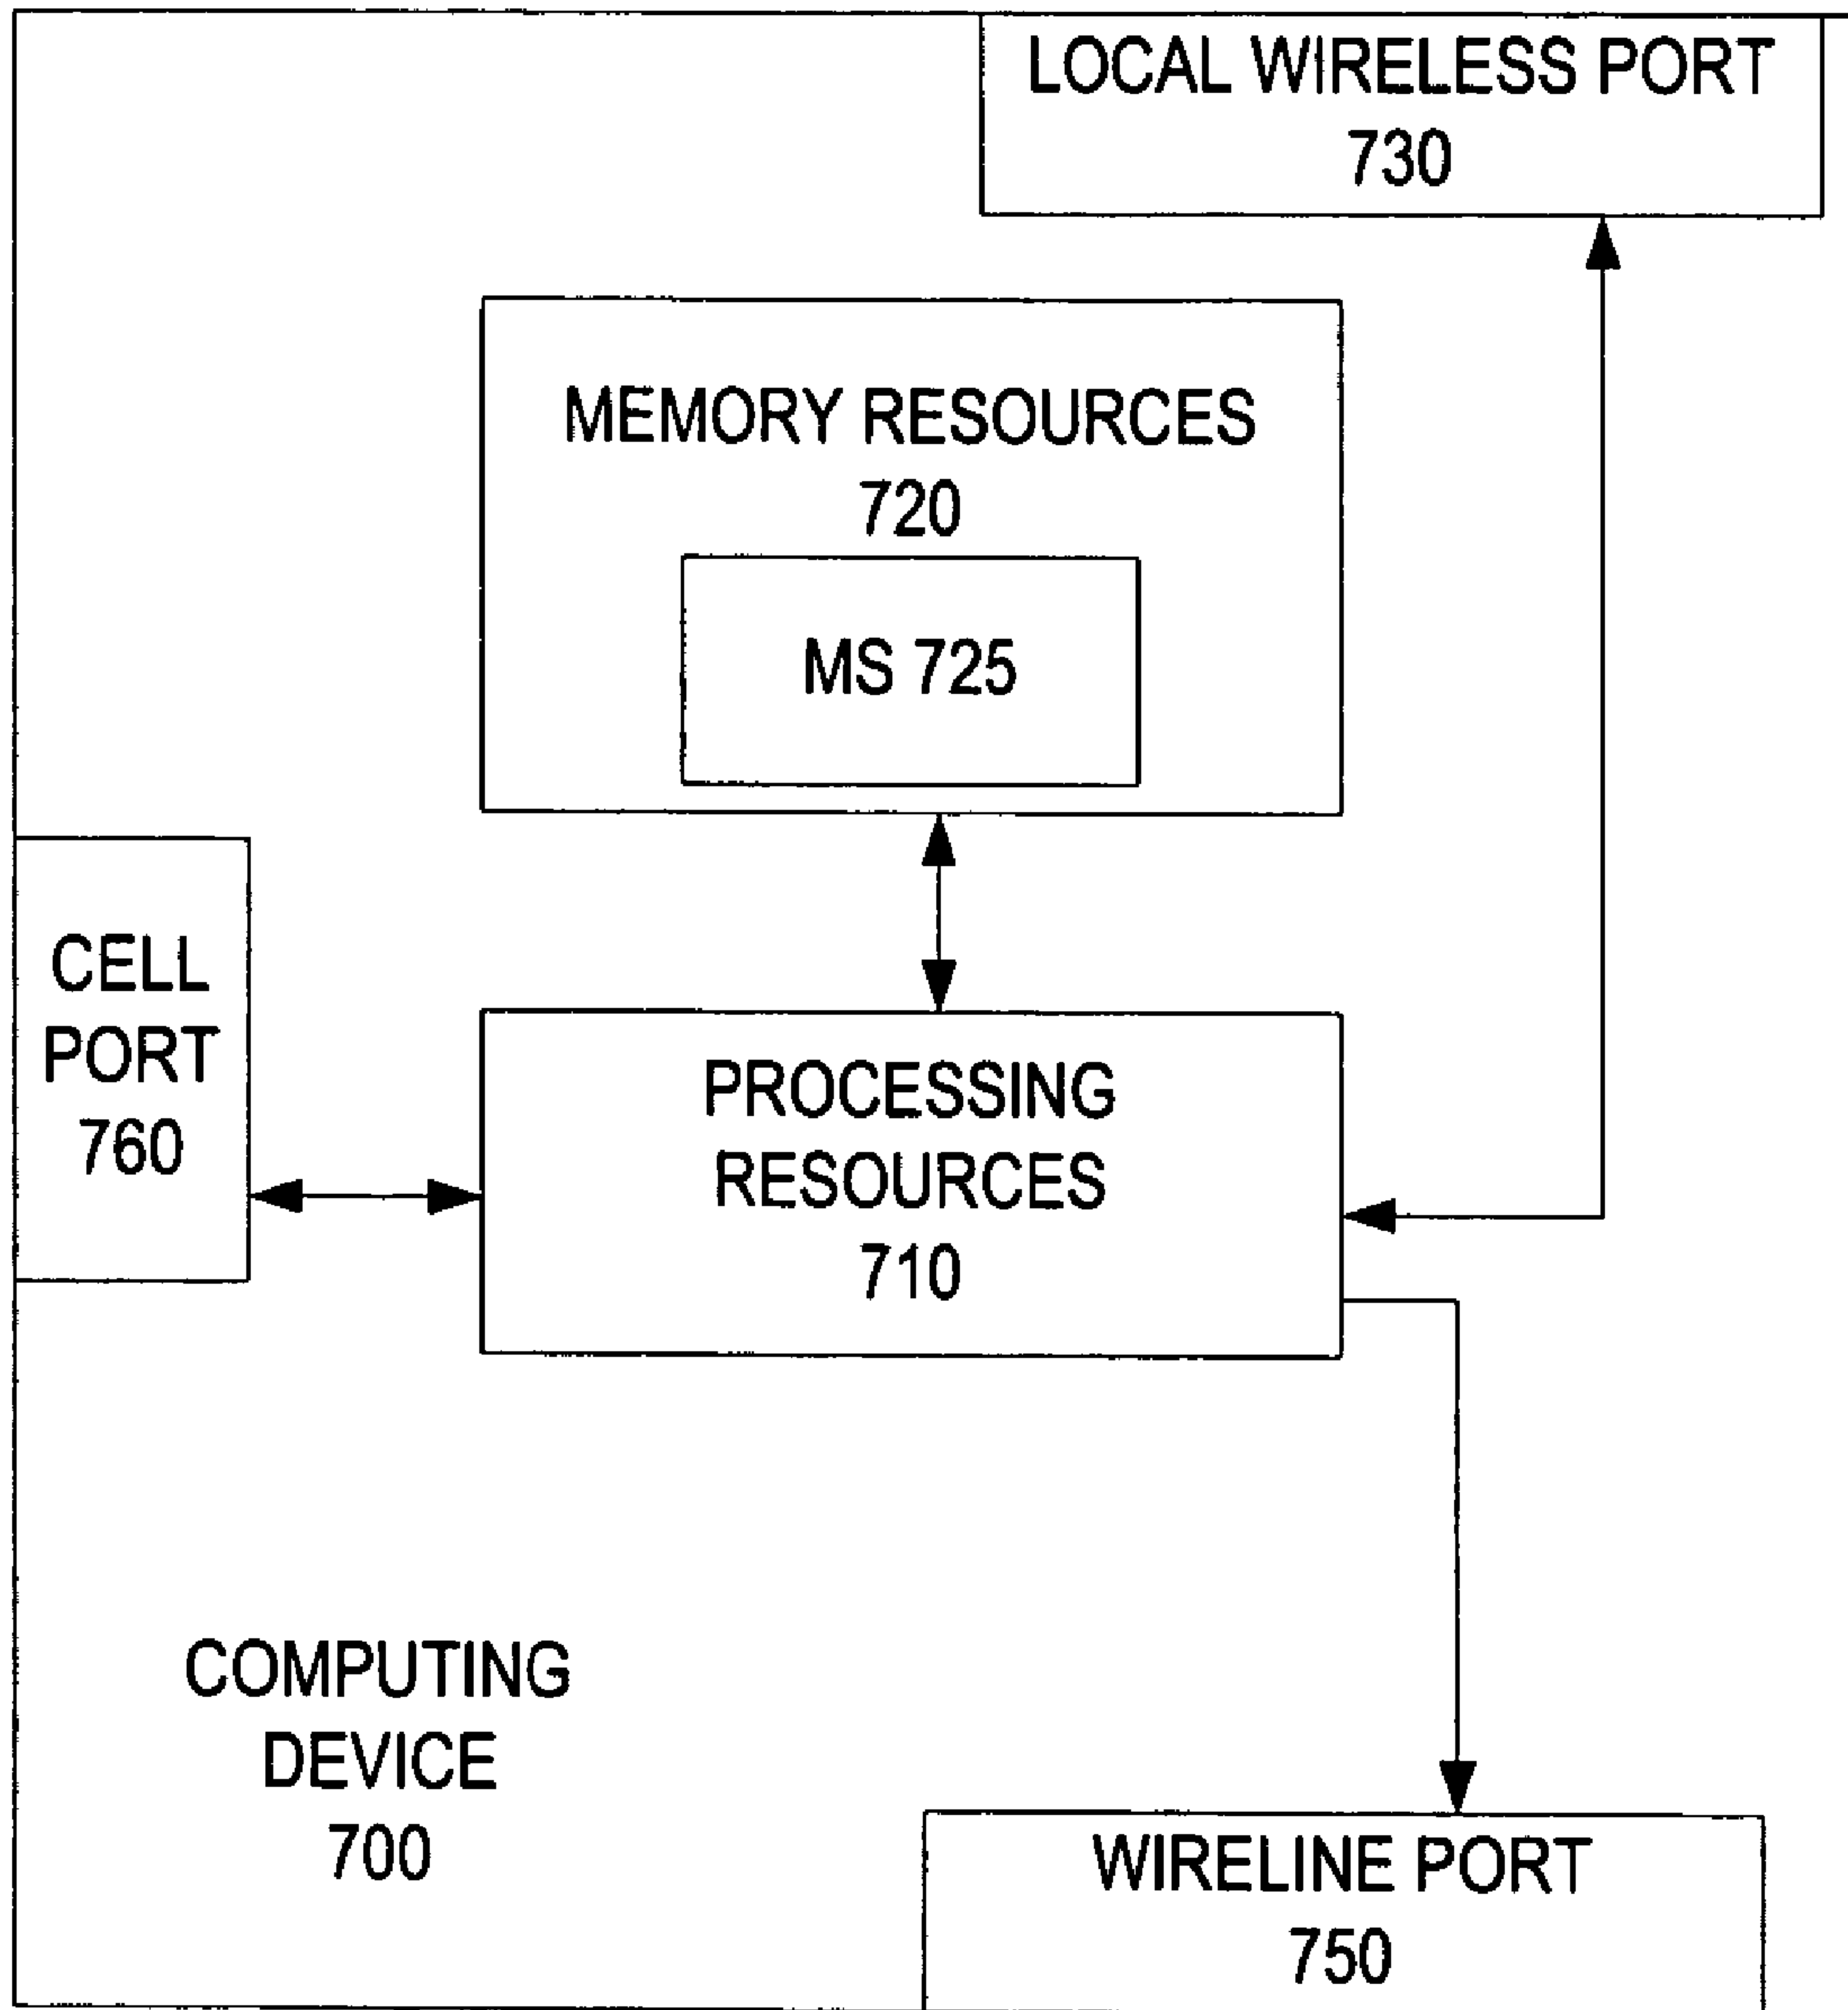 LOCAL WIRELESS PORT
730
MEMORY RESOURCES
720
MS 725
CELL
PORT
760
PROCESSING
RESOURCES
710
COMPUTING
DEVICE
700
WIRELINE PORT
750